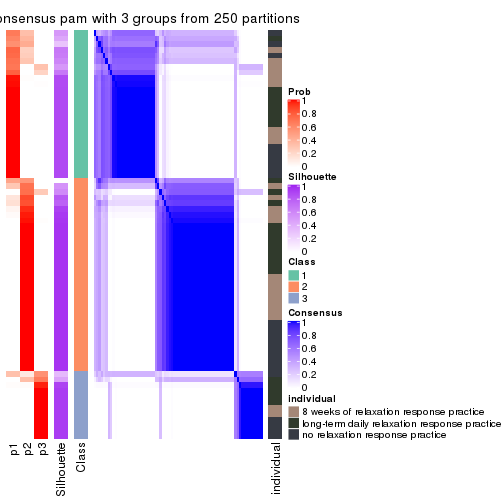 onsensus pam with 3 groups from 250 partitions
Prob
1
0.8
0.6
0.4
0.2
0
Silhouette
1
0.8
0.6
0.4
0.2
0
Class
1
2
3
Consensus
1
0.8
0.6
0.4
0.2
0
individual
8 weeks of relaxation response practice
long-term daily relaxation response practice
no relaxation response practice
p1
p2
p3
Silhouette
Class
individual